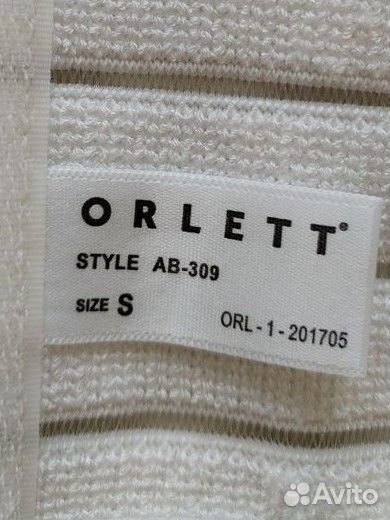 ORLETT®
STYLE AB-309
SIZE S
ORL-1-201705
Avito